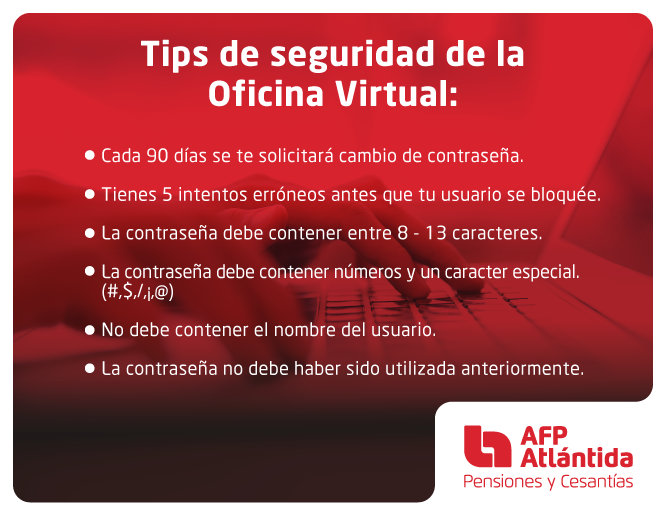 Tips de seguridad de la
Oficina Virtual:
• Cada 90 días se te solicitará cambio de contraseña.
• Tienes 5 intentos erróneos antes que tu usuario se bloquée.
• La contraseña debe contener entre 8 - 13 caracteres.
• La contraseña debe contener números y un caracter especial.
(#,$,/,¡,@)
• No debe contener el nombre del usuario.
• La contraseña no debe haber sido utilizada anteriormente.
AFP
Atlántida
Pensiones y Cesantías